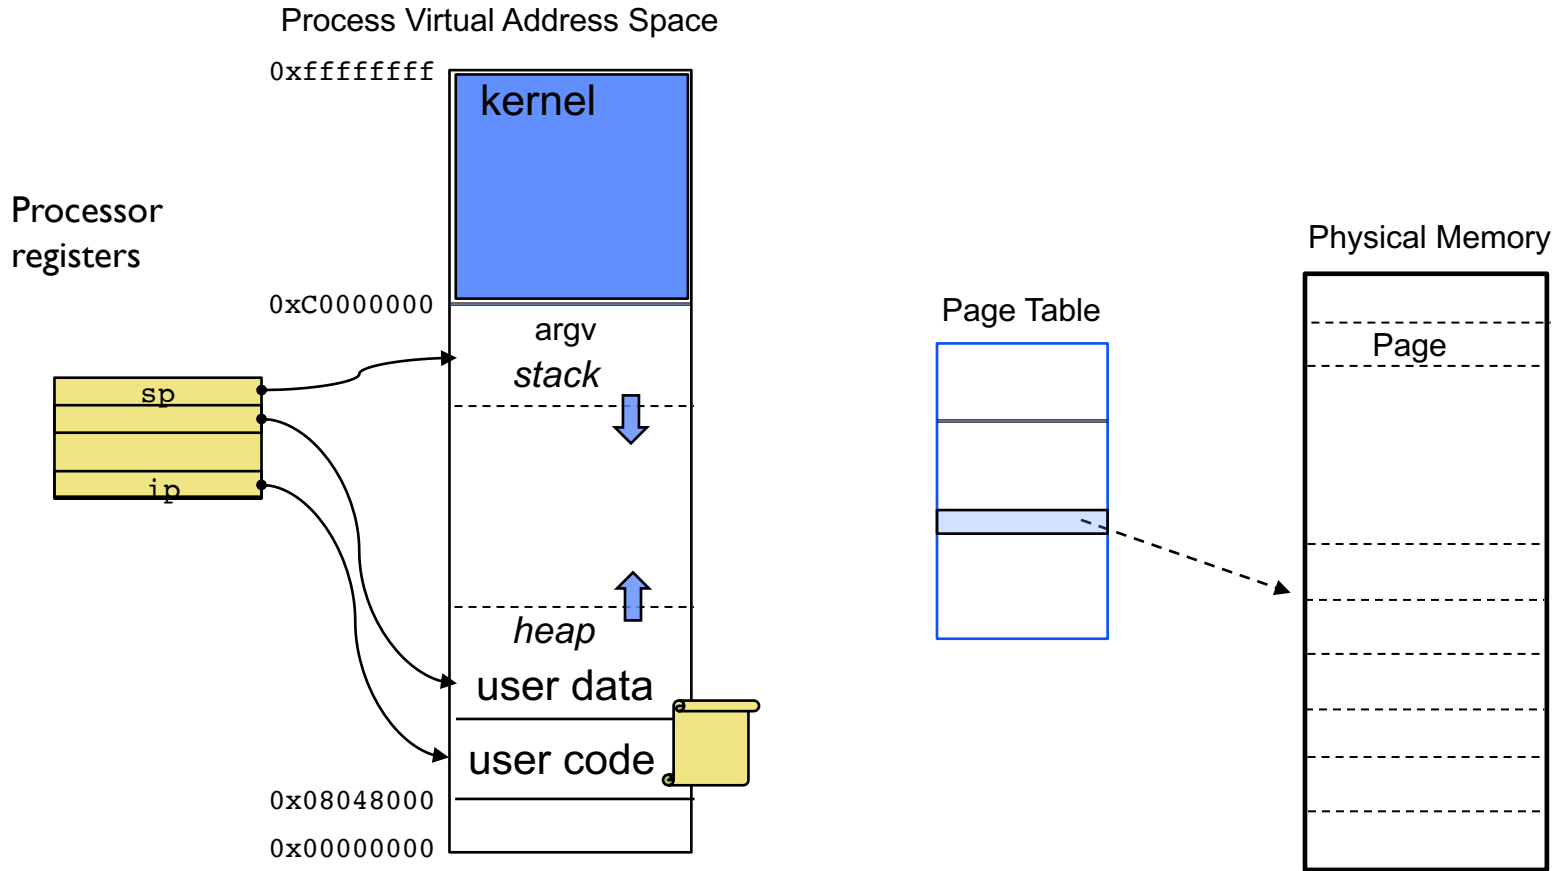 Process Virtual Address Space
0xffffffff
kernel
Processor
registers
Physical Memory
0xC0000000
Page Table
argv
Page
stack
sp
ip
heap
user data
user code
0x08048000
0x00000000